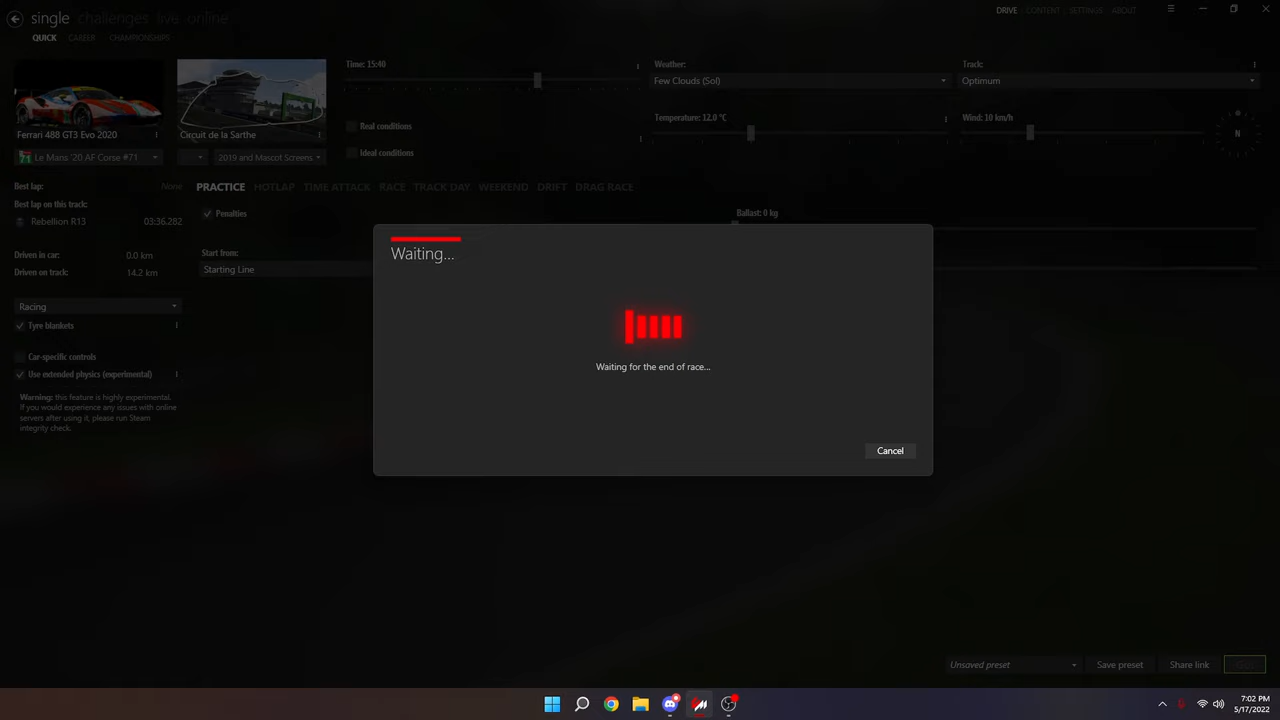 single challenges live online
DRIVE CONTENT SETTINGS ABOUT
QUICK CAREER CHAMPIONSHIPS
Ferrari 488 GT3 Evo 2020
Circuit de la Sarthe
Le Mans '20 AF Corse #71
2019 and Mascot Screens
Time: 15:40
Real conditions
Ideal conditions
Weather:
Few Clouds (Sol)
Track:
Optimum
Temperature: 12.0 °C
Wind: 10 km/h
N
Best lap: None
Best lap on this track:
Rebellion R13 03:36.282
Driven in car: 0.0 km
Driven on track: 14.2 km
Racing
Tyre blankets
Car-specific controls
Use extended physics (experimental)
Warning: this feature is highly experimental.
If you would experience any issues with online
servers after using it, please run Steam
integrity check.
PRACTICE HOTLAP TIME ATTACK RACE TRACK DAY WEEKEND DRIFT DRAG RACE
Penalties
Ballast: 0 kg
Start from:
Starting Line
Waiting...
Waiting for the end of race...
Cancel
Unsaved preset
Save preset
Share link
7:02 PM
5/17/2022